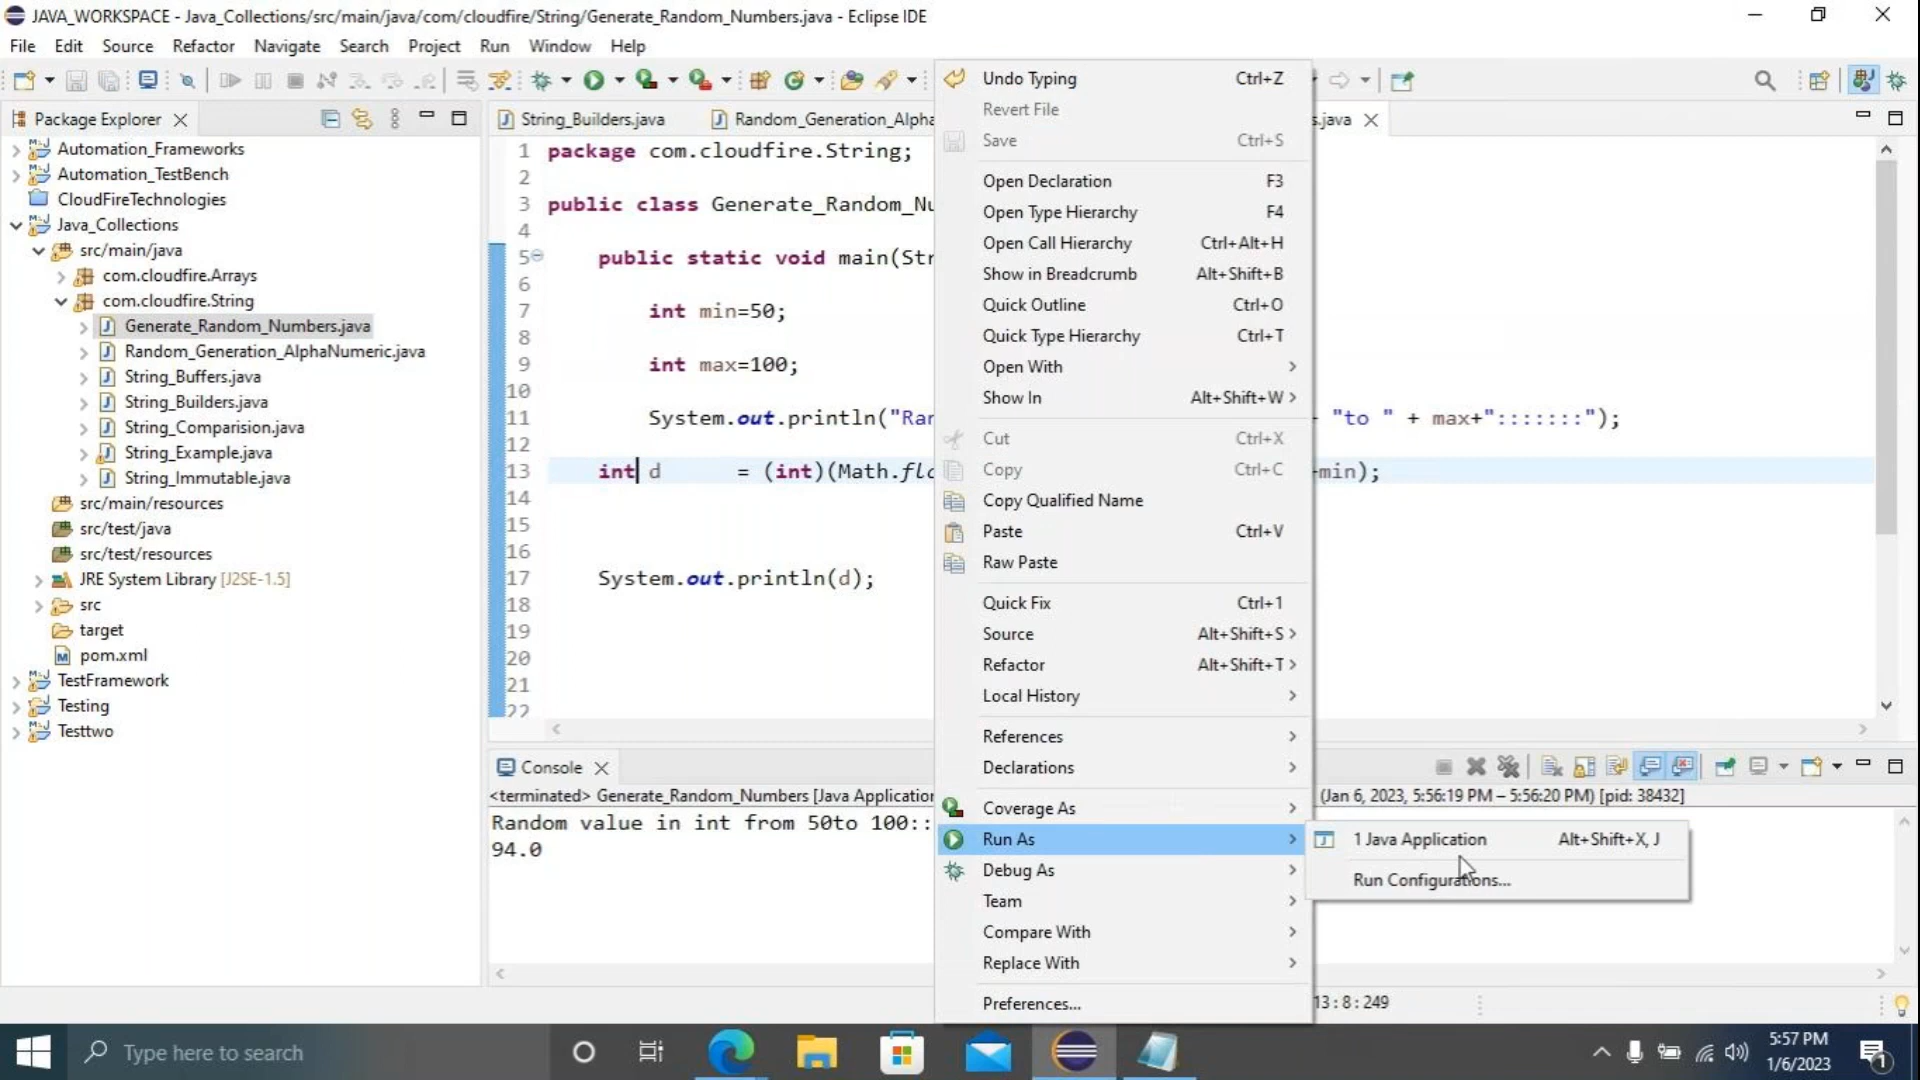 JAVA_WORKSPACE - Java_Collections/src/main/java/com/cloudfire/String/Generate_Random_Numbers.java - Eclipse IDE
File Edit Source Refactor Navigate Search Project Run Window Help
Package Explorer
Automation_Frameworks
Automation_TestBench
CloudFireTechnologies
Java_Collections
src/main/java
com.cloudfire.Arrays
com.cloudfire.String
Generate_Random_Numbers.java
Random_Generation_AlphaNumeric.java
String_Buffers.java
String_Builders.java
String_Comparision.java
String_Example.java
String_Immutable.java
src/main/resources
src/test/java
src/test/resources
JRE System Library [J2SE-1.5]
src
target
pom.xml
TestFramework
Testing
Testtwo
String_Builders.java Random_Generation_Alpha s.java
1 package com.cloudfire.String;
2
3 public class Generate_Random_Nu
4
5 public static void main(Str
6
7 int min=50;
8
9 int max=100;
10
11 System.out.println("Ran "to " + max+":::::::");
12
13 int d = (int)(Math.flo min);
14
15
16
17 System.out.println(d);
18
19
20
21
22
Undo Typing Ctrl+Z
Revert File
Save Ctrl+S
Open Declaration F3
Open Type Hierarchy F4
Open Call Hierarchy Ctrl+Alt+H
Show in Breadcrumb Alt+Shift+B
Quick Outline Ctrl+O
Quick Type Hierarchy Ctrl+T
Open With
Show In Alt+Shift+W
Cut Ctrl+X
Copy Ctrl+C
Copy Qualified Name
Paste Ctrl+V
Raw Paste
Quick Fix Ctrl+1
Source Alt+Shift+S
Refactor Alt+Shift+T
Local History
References
Declarations
Coverage As
Run As
Debug As
Team
Compare With
Replace With
Preferences...
1 Java Application Alt+Shift+X, J
Run Configurations...
Console
<terminated> Generate_Random_Numbers [Java Application (Jan 6, 2023, 5:56:19 PM – 5:56:20 PM) [pid: 38432]
Random value in int from 50to 100::
94.0
13 : 8 : 249
Type here to search
5:57 PM
1/6/2023
1